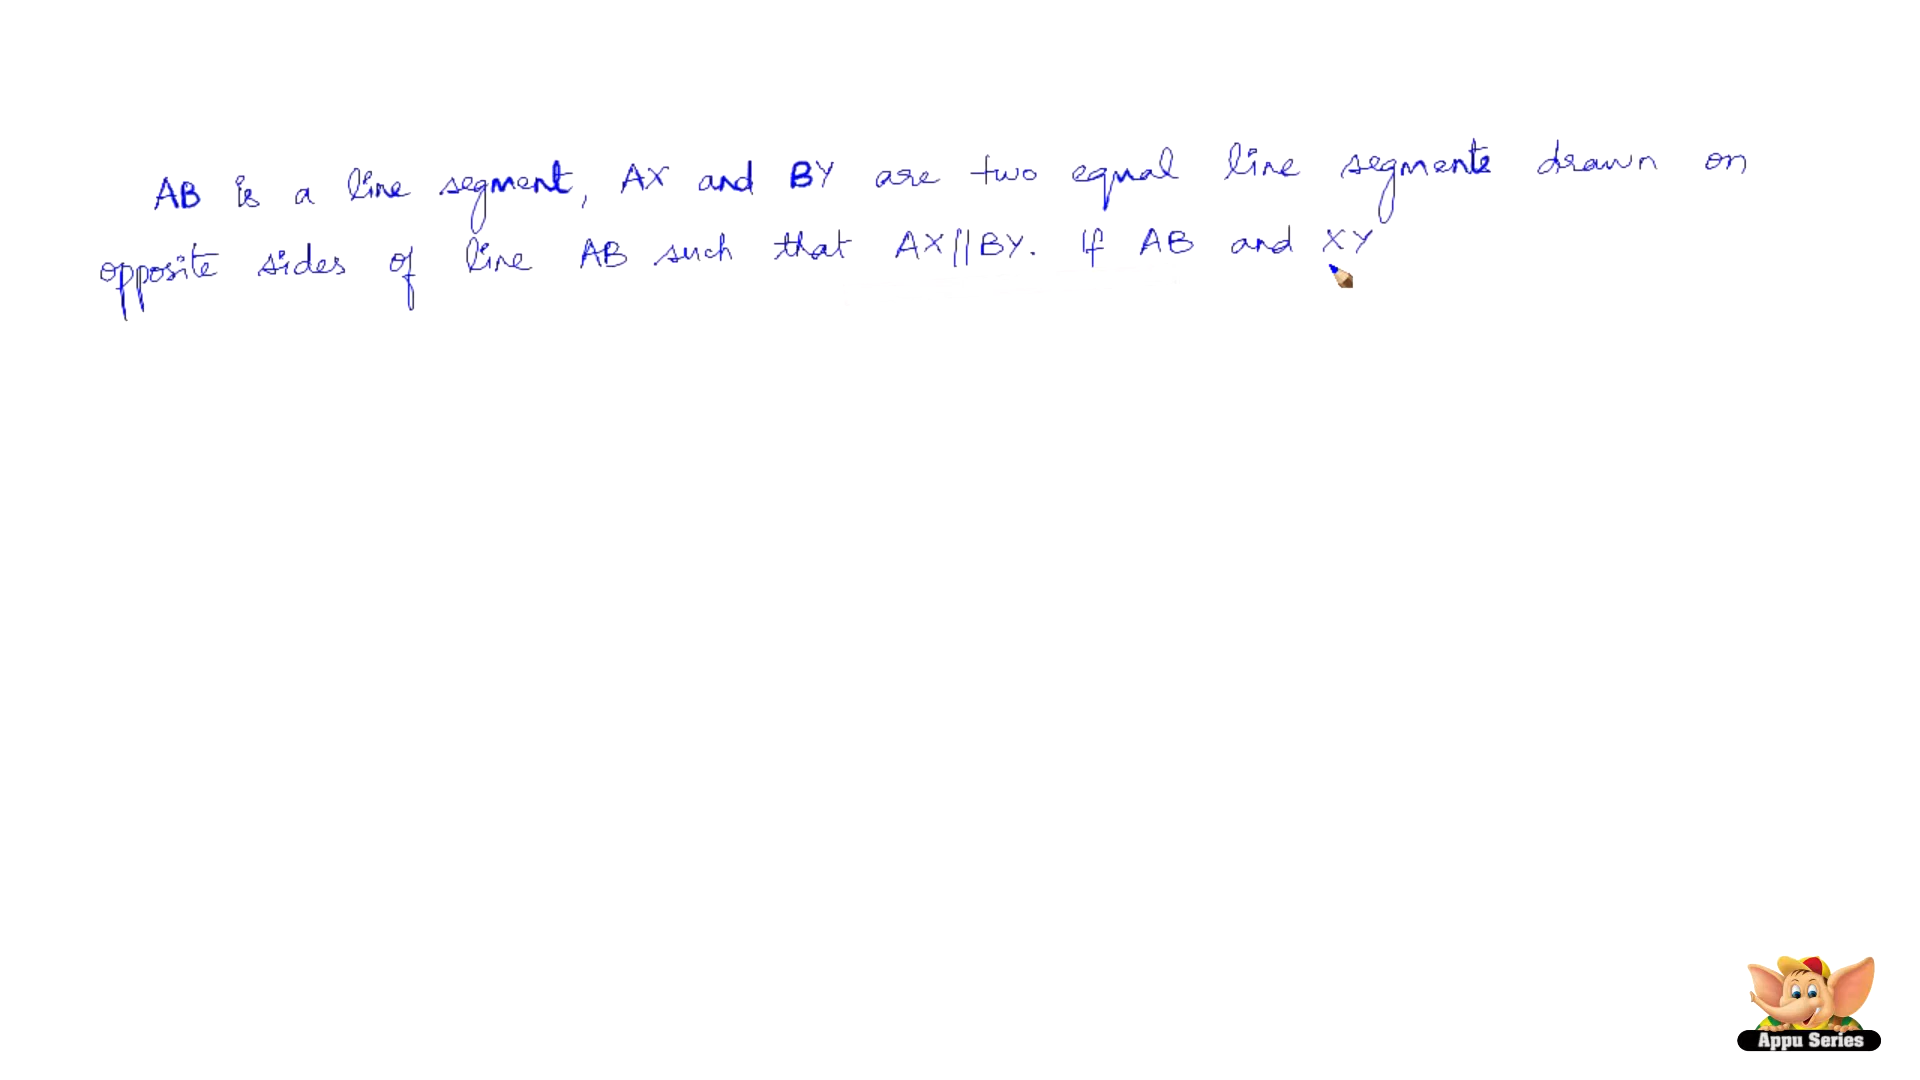 AB is a line segment, AX and BY are two equal line segments drawn on
opposite sides of line AB such that AX||BY. If AB and XY
Appu Series